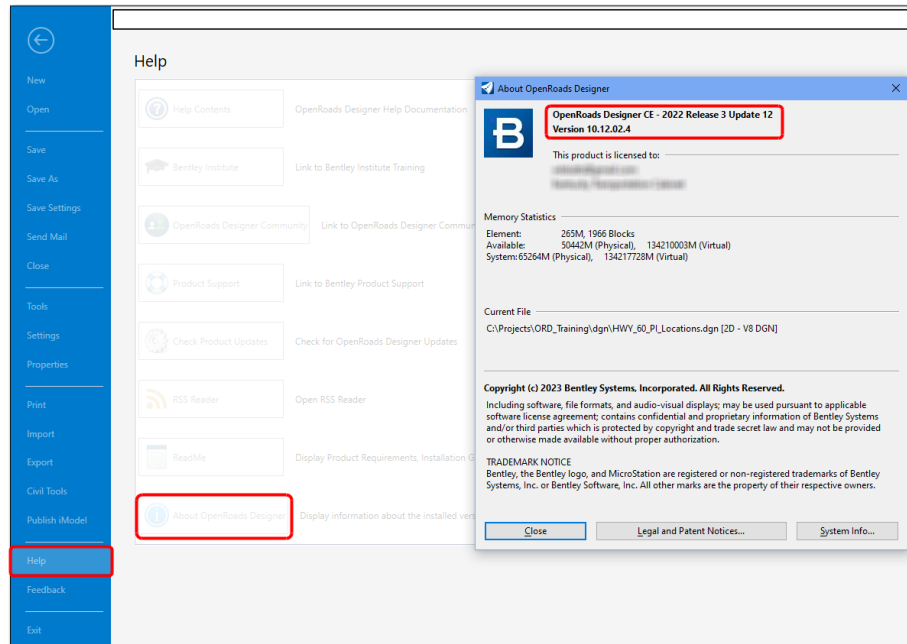 New
Open
Save
Save As
Save Settings
Send Mail
Close
Tools
Settings
Properties
Print
Import
Export
Civil Tools
Publish iModel
Help
Feedback
Exit
Help
Help Contents OpenRoads Designer Help Documentation
Bentley Institute Link to Bentley Institute Training
OpenRoads Designer Community Link to OpenRoads Designer Commun
Product Support Link to Bentley Product Support
Check Product Updates Check for OpenRoads Designer Updates
RSS Reader Open RSS Reader
ReadMe Display Product Requirements, Installation G
About OpenRoads Designer Display information about the installed vers
About OpenRoads Designer
B
OpenRoads Designer CE - 2022 Release 3 Update 12
Version 10.12.02.4
This product is licensed to:
Memory Statistics
Element: 265M, 1966 Blocks
Available: 50442M (Physical), 134210003M (Virtual)
System: 65264M (Physical), 134217728M (Virtual)
Current File
C:\Projects\ORD_Training\dgn\HWY_60_PI_Locations.dgn [2D - V8 DGN]
Copyright (c) 2023 Bentley Systems, Incorporated. All Rights Reserved.
Including software, file formats, and audio-visual displays; may be used pursuant to applicable
software license agreement; contains confidential and proprietary information of Bentley Systems
and/or third parties which is protected by copyright and trade secret law and may not be provided
or otherwise made available without proper authorization.
TRADEMARK NOTICE
Bentley, the Bentley logo, and MicroStation are registered or non-registered trademarks of Bentley
Systems, Inc. or Bentley Software, Inc. All other marks are the property of their respective owners.
Close Legal and Patent Notices... System Info...